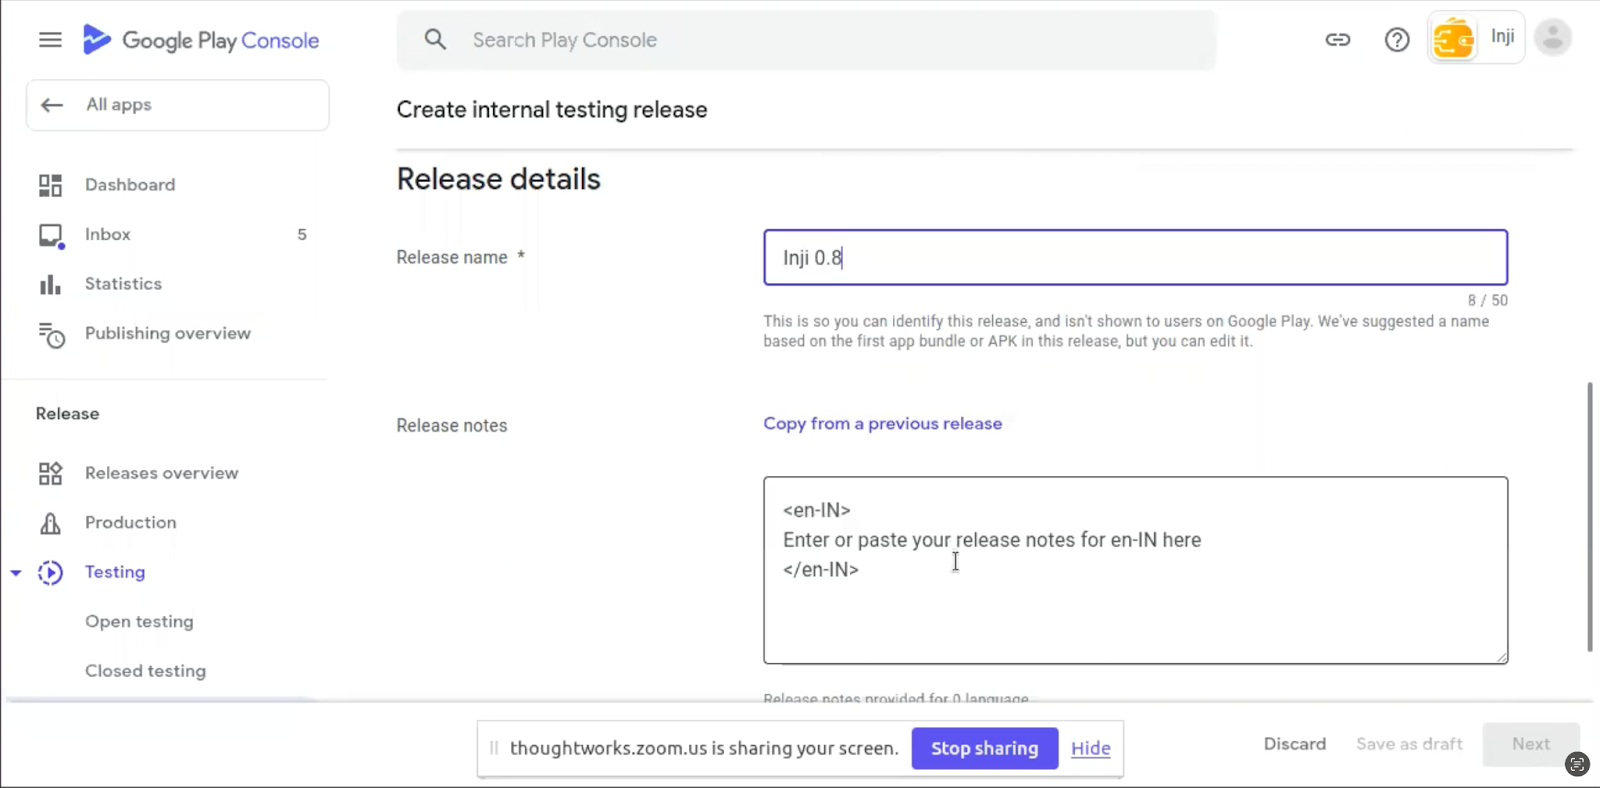 Google Play Console
Search Play Console
Inji
All apps
Create internal testing release
Dashboard
Inbox 5
Statistics
Publishing overview
Release
Releases overview
Production
Testing
Open testing
Closed testing
Release details
Release name *
Inji 0.8
8 / 50
This is so you can identify this release, and isn't shown to users on Google Play. We've suggested a name
based on the first app bundle or APK in this release, but you can edit it.
Release notes
Copy from a previous release
<en-IN>
Enter or paste your release notes for en-IN here
</en-IN>
Release notes provided for 0 language
thoughtworks.zoom.us is sharing your screen.
Stop sharing
Hide
Discard
Save as draft
Next